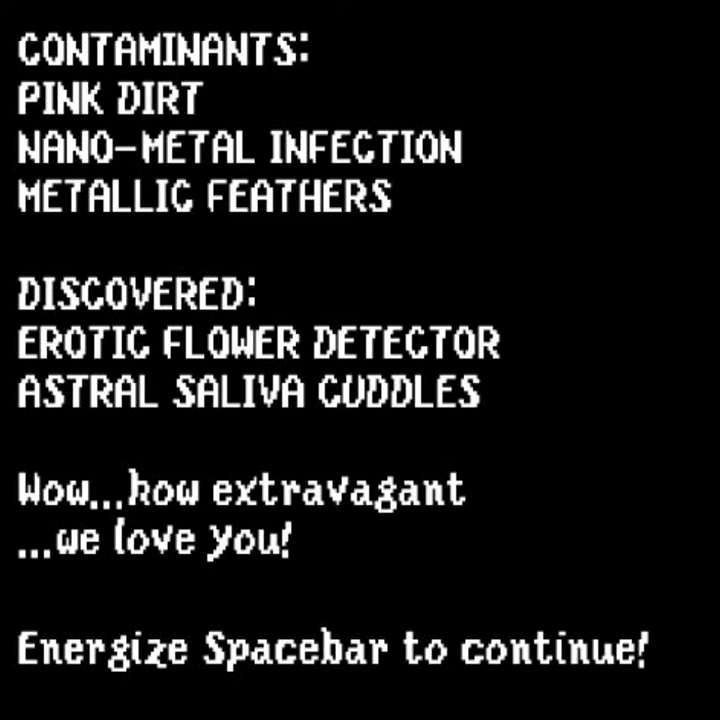 CONTAMINANTS:
PINK DIRT
NANO-METAL INFECTION
METALLIC FEATHERS
DISCOVERED:
EROTIC FLOWER DETECTOR
ASTRAL SALIVA CUDDLES
Wow...how extravagant
...we love you!
Energize Spacebar to continue!